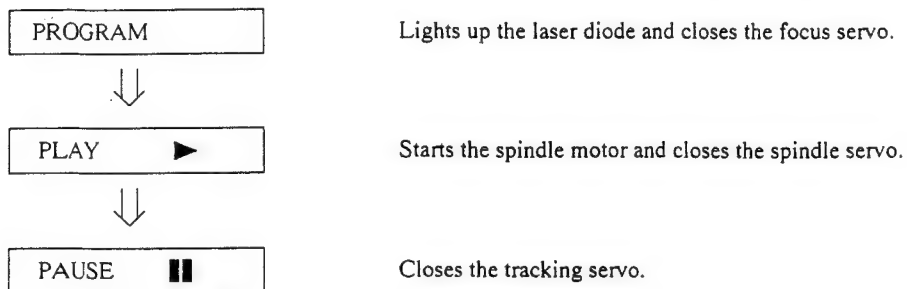 PROGRAM Lights up the laser diode and closes the focus servo.
PLAY ► Starts the spindle motor and closes the spindle servo.
PAUSE ▮▮ Closes the tracking servo.